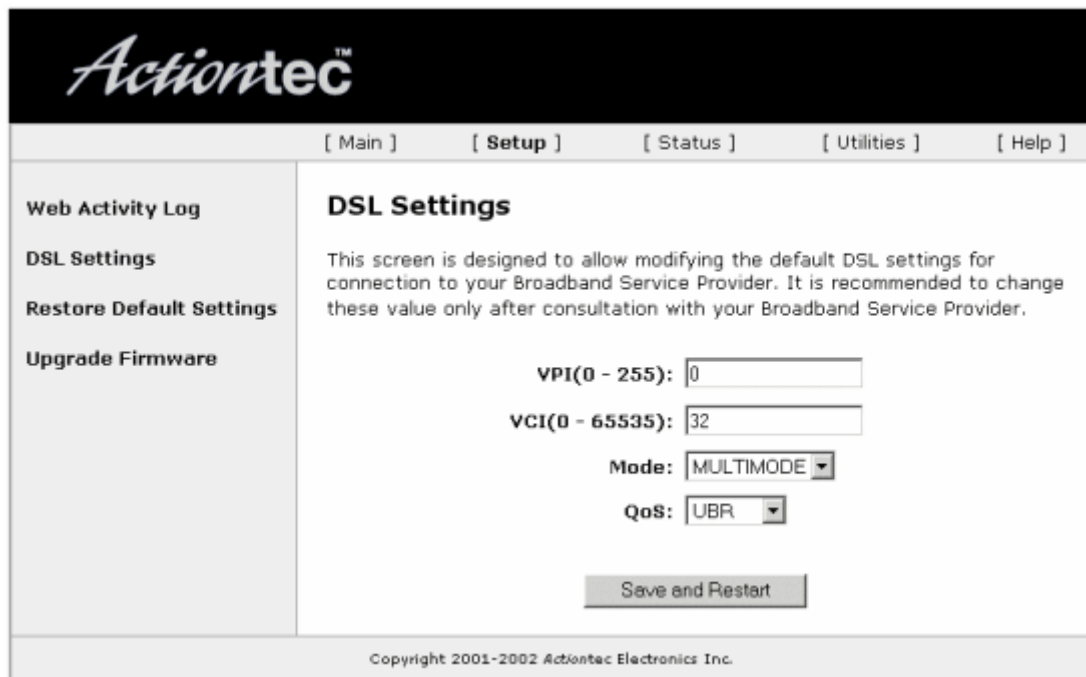 Actiontec™
[ Main ] [ Setup ] [ Status ] [ Utilities ] [ Help ]
Web Activity Log
DSL Settings
Restore Default Settings
Upgrade Firmware
DSL Settings
This screen is designed to allow modifying the default DSL settings for
connection to your Broadband Service Provider. It is recommended to change
these value only after consultation with your Broadband Service Provider.
VPI(0 - 255): 0
VCI(0 - 65535): 32
Mode: MULTIMODE
QoS: UBR
Save and Restart
Copyright 2001-2002 Actiontec Electronics Inc.